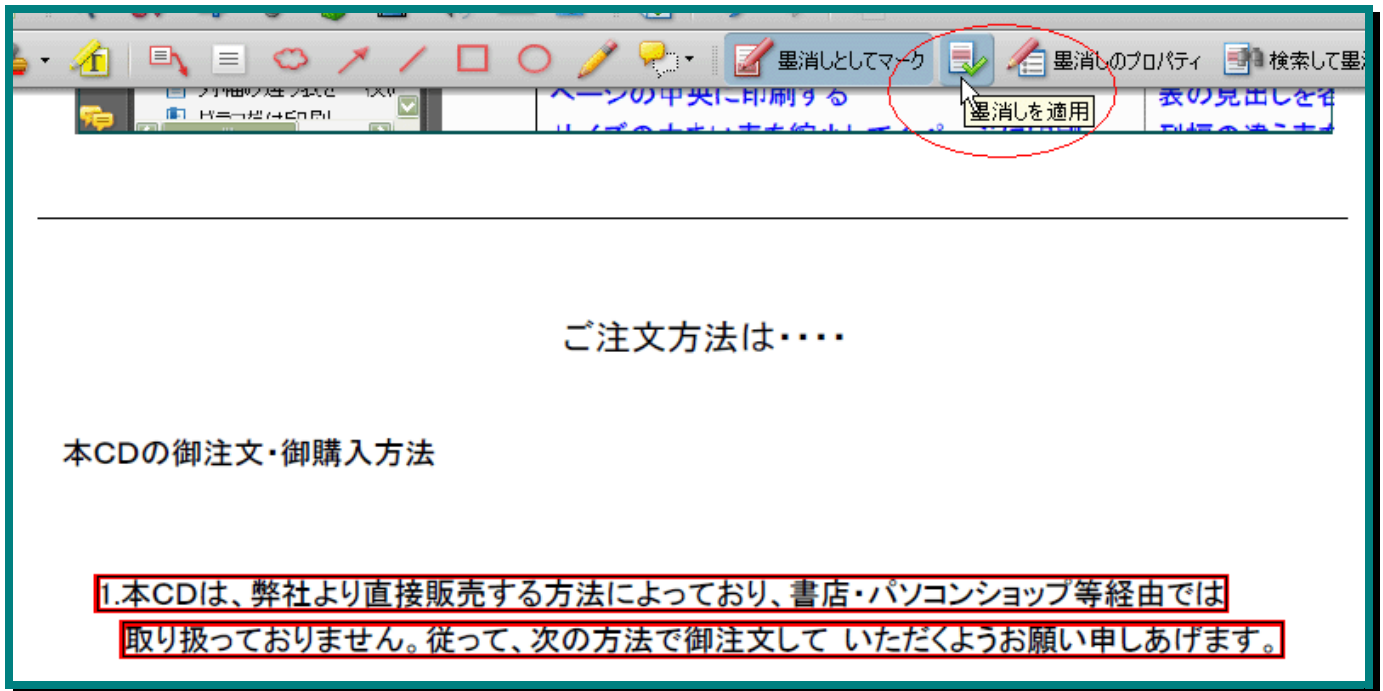 墨消しとしてマーク 墨消しのプロパティ 検索して墨
ページの中央に印刷する
墨消しを適用
表の見出しを
ご注文方法は････
本CDの御注文・御購入方法
1.本CDは、弊社より直接販売する方法によっており、書店・パソコンショップ等経由では
取り扱っておりません。従って、次の方法で御注文して いただくようお願い申しあげます。